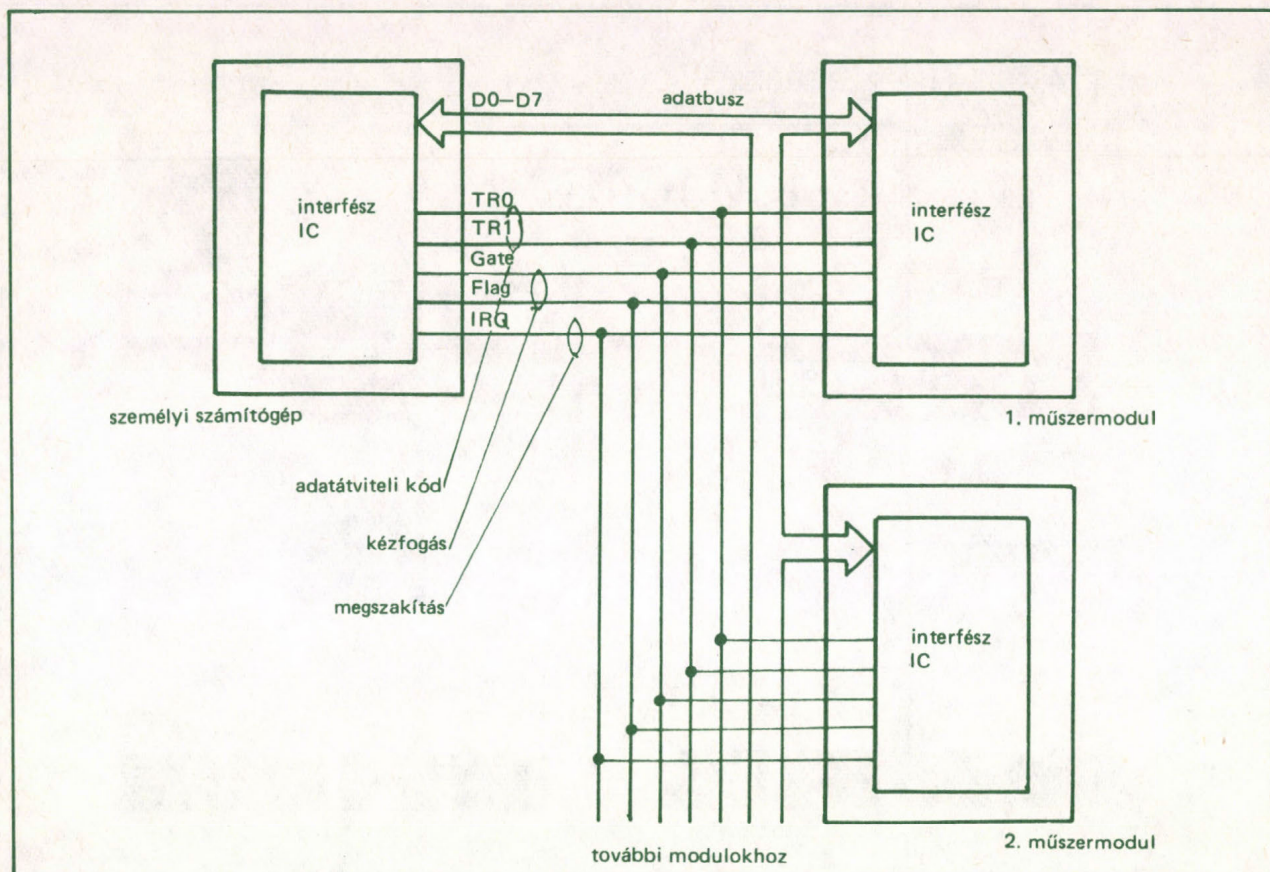 D0—D7
adatbusz
TR0
TR1
Gate
Flag
IRQ
interfész
IC
interfész
IC
személyi számítógép
1. műszermodul
adatátviteli kód
kézfogás
megszakítás
interfész
IC
2. műszermodul
további modulokhoz